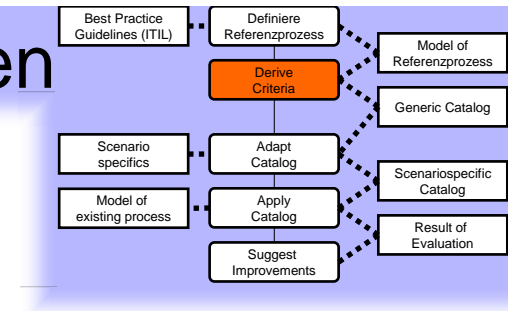 en
Best Practice
Guidelines (ITIL)
Definiere
Referenzprozess
Model of
Referenzprozess
Derive
Criteria
Generic Catalog
Scenario
specifics
Adapt
Catalog
Scenariospecific
Catalog
Model of
existing process
Apply
Catalog
Result of
Evaluation
Suggest
Improvements